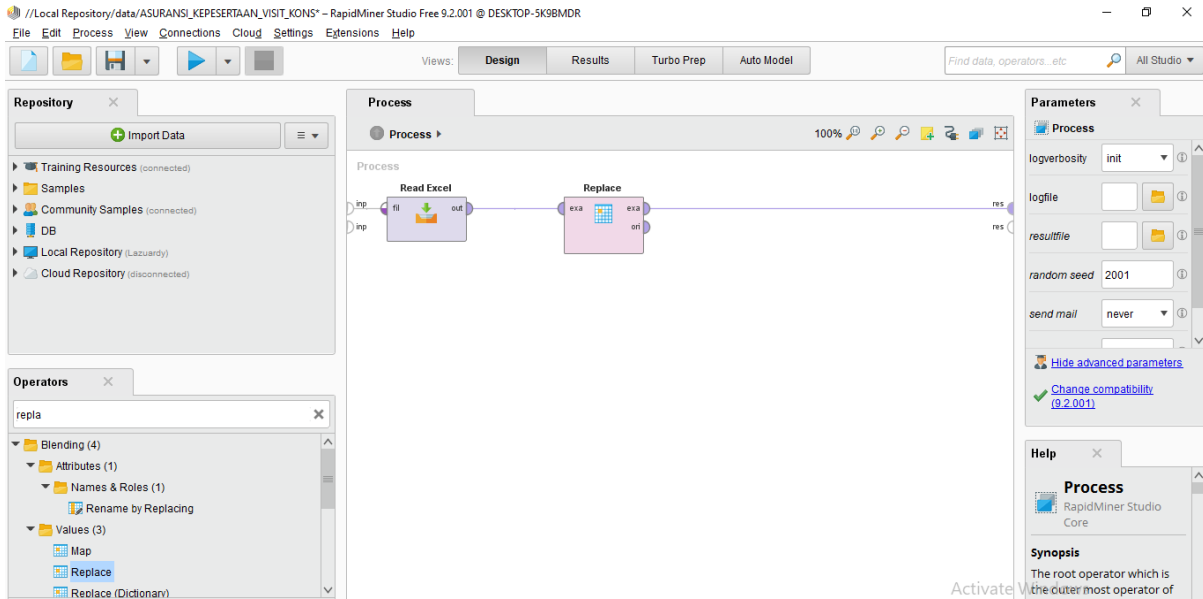 //Local Repository/data/ASURANSI_KEPESERTAAN_VISIT_KONS* – RapidMiner Studio Free 9.2.001 @ DESKTOP-5K9BMDR
File Edit Process View Connections Cloud Settings Extensions Help
Views: Design Results Turbo Prep Auto Model
Find data, operators...etc All Studio
Repository
Import Data
Training Resources (connected)
Samples
Community Samples (connected)
DB
Local Repository (Lazuardy)
Cloud Repository (disconnected)
Operators
repla
Blending (4)
Attributes (1)
Names & Roles (1)
Rename by Replacing
Values (3)
Map
Replace
Replace (Dictionary)
Process
Process
100%
Process
Read Excel
Replace
inp
fil out
exa exa
res
inp
ori
res
Parameters
Process
logverbosity init
logfile
resultfile
random seed 2001
send mail never
Hide advanced parameters
Change compatibility
(9.2.001)
Help
Process
RapidMiner Studio
Core
Synopsis
The root operator which is
the outer most operator of
Activate Windows